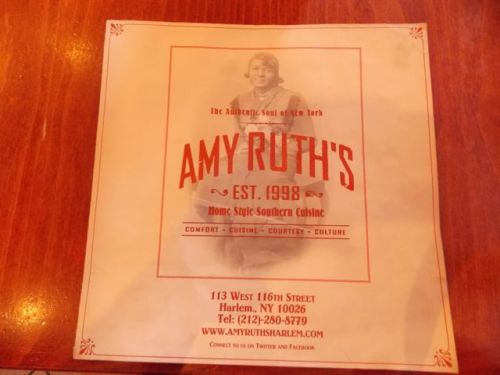 The Authentic Soul of New York
AMY RUTH'S
EST. 1998
Home Style Southern Cuisine
COMFORT • CUISINE • COURTESY • CULTURE
113 WEST 116TH STREET
HARLEM., NY 10026
TEL: (212)-280-8779
WWW.AMYRUTHSHARLEM.COM
CONNECT TO US ON TWITTER AND FACEBOOK